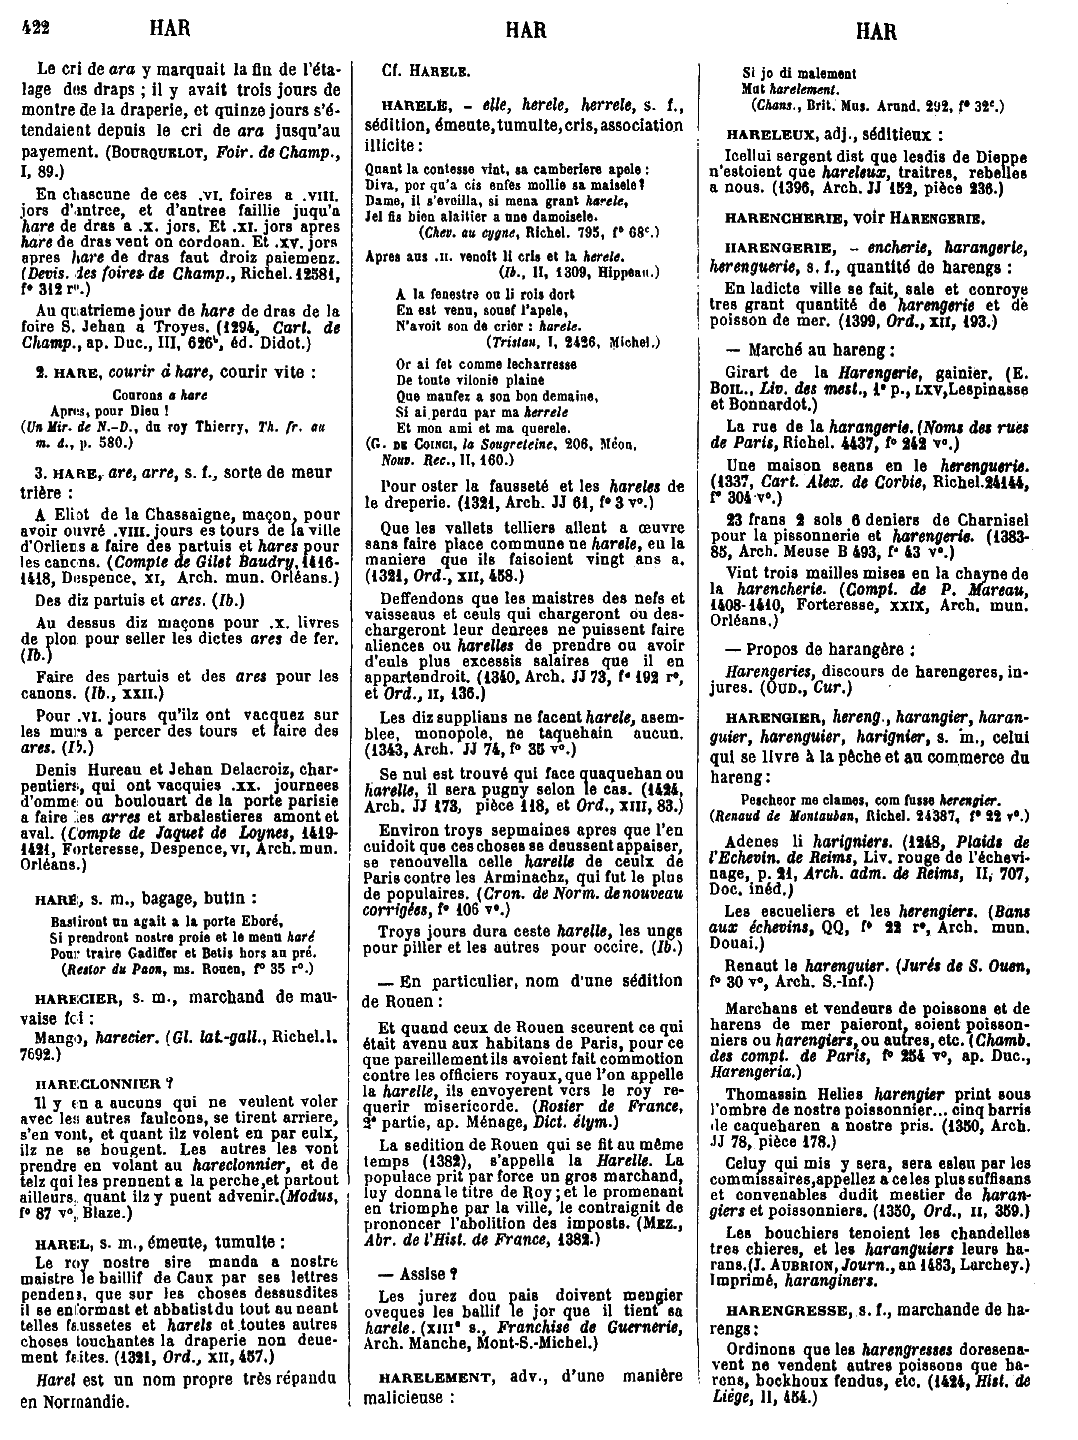 422 HAR HAR HAR
Le cri de ara y marquait la fin de l'éta-
lage des draps ; il y avait trois jours de
montre de la draperie, et quinze jours s'é-
tendaient depuis le cri de ara jusqu'au
payement. (BOURQUELOT, Foir. de Champ.,
I, 89.)
En chascune de ces .VI. foires a .VIII.
jors d'antree, et d'antree faillie juqu'a
hare de dras a .X. jors. Et .XI. jors apres
hare de dras vent on cordoan. Et .XV. jors
apres hare de dras faut droiz paiemenz.
(Devis. des foires de Champ., Richel. 12581,
f° 312 r°.)
Au quatrieme jour de hare de dras de la
foire S. Jehan a Troyes. (1294, Cart. de
Champ., ap. Duc., III, 626b, éd. Didot.)
2. HARE, courir à hare, courir vite :
Courons a hare
Apres, pour Dieu !
(Un Mir. de N.-D., du roy Thierry, Th. fr. au
m. d., p. 580.)
3. HARE, are, arre, s. f., sorte de meur
trière :
A Eliot de la Chassaigne, maçon, pour
avoir ouvré .VIII. jours es tours de la ville
d'Orliens a faire des partuis et hares pour
les canons. (Compte de Gilet Baudry, 1416-
1418, Despence, XI, Arch. mun. Orléans.)
Des diz partuis et ares. (Ib.)
Au dessus diz maçons pour .X. livres
de plon pour seller les dictes ares de fer.
(Ib.)
Faire des partuis et des ares pour les
canons. (Ib., XXII.)
Pour .VI. jours qu'ilz ont vacquez sur
les murs a percer des tours et faire des
ares. (Ib.)
Denis Hureau et Jehan Delacroiz, char-
pentiers, qui ont vacquies .XX. journees
d'omme ou boulouart de la porte parisie
a faire les arres et arbalestieres amont et
aval. (Compte de Jaquet de Loynes, 1419-
1421, Forteresse, Despence, VI, Arch. mun.
Orléans.)
HARÉ, s. m., bagage, butin :
Bastiront un agait a la porte Eboré,
Si prendront nostre proie et le menu haré
Pour traire Gadiffer et Betis hors au pré.
(Restor du Paon, ms. Rouen, f° 35 r°.)
HARECIER, s. m., marchand de mau-
vaise foi :
Mango, harecier. (Gl. lat.-gall., Richel. l.
7692.)
HARECLONNIER ?
Il y en a aucuns qui ne veulent voler
avec les autres faulcons, se tirent arriere,
s'en vont, et quant ilz volent en par eulx,
ilz ne se bougent. Les autres les vont
prendre en volant au hareclonnier, et de
telz qui les prennent a la perche, et partout
ailleurs, quant ilz y puent advenir. (Modus,
f° 87 v°, Blaze.)
HAREL, s. m., émeute, tumulte :
Le roy nostre sire manda a nostre
maistre le baillif de Caux par ses lettres
pendens, que sur les choses dessusdites
il se enformast et abbatist du tout au neant
telles faussetes et harels et toutes autres
choses touchantes la draperie non deue-
ment feites. (1321, Ord., XII, 457.)
Harel est un nom propre très répandu
en Normandie.
Cf. HARELE.
HARELE, - elle, herele, herrele, s. f.,
sédition, émeute, tumulte, cris, association
illicite :
Quant la contesse vint, sa camberiere apele :
Diva, por qu'a cis enfes mollie sa maisele ?
Dame, il s'evoilla, si mena grant harele,
Jel fis bien alaitier a une damoisele.
(Chev. au cygne, Richel. 795, f° 68c.)
Apres aus .II. venoit li cris et la herele.
(Ib., II, 1309, Hippeau.)
A la fenestre ou li rois dort
En est venu, souef l'apele,
N'avoit son de crier : harele.
(Tristan, I, 2426, Michel.)
Or ai fet comme lecharresse
De toute vilonie plaine
Que maufez a son bon demaine,
Si ai perdu par ma herrele
Et mon ami et ma querele.
(G. DE COINCI, la Sougreteine, 206, Méon,
Nouv. Rec., II, 160.)
Pour oster la fausseté et les hareles de
le dreperie. (1321, Arch. JJ 61, f° 3 v°.)
Que les vallets telliers allent a œuvre
sans faire place commune ne harele, eu la
maniere que ils faisoient vingt ans a.
(1321, Ord., XII, 458.)
Deffendons que les maistres des nefs et
vaisseaus et ceuls qui chargeront ou des-
chargeront leur denrees ne puissent faire
aliences ou harelles de prendre ou avoir
d'euls plus excessis salaires que il en
appartendroit. (1340, Arch. JJ 73, f° 192 r°,
et Ord., II, 136.)
Les diz supplians ne facent harele, asem-
blee, monopole, ne taquehain aucun.
(1343, Arch. JJ 74, f° 35 v°.)
Se nul est trouvé qui face quaquehan ou
harelle, il sera pugny selon le cas. (1424,
Arch. JJ 173, pièce 118, et Ord., XIII, 83.)
Environ troys sepmaines apres que l'en
cuidoit que ces choses se deussent appaiser,
se renouvella celle harelle de ceulx de
Paris contre les Arminachz, qui fut le plus
de populaires. (Cron. de Norm. de nouveau
corrigées, f° 106 v°.)
Troys jours dura ceste harelle, les ungs
pour piller et les autres pour occire. (Ib.)
— En particulier, nom d'une sédition
de Rouen :
Et quand ceux de Rouen sceurent ce qui
était avenu aux habitans de Paris, pour ce
que pareillement ils avoient fait commotion
contre les officiers royaux, que l'on appelle
la harelle, ils envoyerent vers le roy re-
querir misericorde. (Rosier de France,
2e partie, ap. Ménage, Dict. élym.)
La sedition de Rouen qui se fit au même
temps (1382), s'appella la Harelle. La
populace prit par force un gros marchand,
luy donna le titre de Roy ; et le promenant
en triomphe par la ville, le contraignit de
prononcer l'abolition des imposts. (MEZ.,
Abr. de l'Hist. de France, 1382.)
— Assise ?
Les jurez dou pais doivent mengier
oveques les ballif le jor que il tient sa
harele. (XIIIe s., Franchise de Guernerie,
Arch. Manche, Mont-S.-Michel.)
HARELEMENT, adv., d'une manière
malicieuse :
Si jo di malement
Mut harelement.
(Chans., Brit. Mus. Arund. 292, f° 32c.)
HARELEUX, adj., séditieux :
Icellui sergent dist que lesdis de Dieppe
n'estoient que hareleux, traitres, rebelles
a nous. (1396, Arch. JJ 152, pièce 236.)
HARENCHERIE, voir HARENGERIE.
HARENGERIE, - encherie, harangerie,
herenguerie, s. f., quantité de harengs :
En ladicte ville se fait, sale et conroye
tres grant quantité de harengerie et de
poisson de mer. (1399, Ord., XII, 193.)
— Marché au hareng :
Girart de la Harengerie, gainier. (E.
BOIL., Liv. des mest., 1e p., LXV, Lespinasse
et Bonnardot.)
La rue de la harangerie. (Noms des rues
de Paris, Richel. 4437, f° 242 v°.)
Une maison seans en le herenguerie.
(1337, Cart. Alex. de Corbie, Richel. 24144,
f° 304 v°.)
23 frans 2 sols 6 deniers de Charnisel
pour la pissonnerie et harengerie. (1383-
85, Arch. Meuse B 493, f° 43 v°.)
Vint trois mailles mises en la chayne de
la harencherie. (Compt. de P. Mareau,
1408-1410, Forteresse, XXIX, Arch. mun.
Orléans.)
— Propos de harangère :
Harengeries, discours de harengeres, in-
jures. (OUD., Cur.)
HARENGIER, hereng., harangier, haran-
guier, harenguier, harignier, s. m., celui
qui se livre à la pêche et au commerce du
hareng :
Pescheor me clames, com fusse herengier.
(Renaud de Montauban, Richel. 24387, f° 22 v°.)
Adenes li harigniers. (1248, Plaids de
l'Echevin. de Reims, Liv. rouge de l'échevi-
nage, p. 21, Arch. adm. de Reims, II, 707,
Doc. inéd.)
Les escueliers et les herengiers. (Bans
aux échevins, QQ, f° 22 r°, Arch. mun.
Douai.)
Renaut le harenguier. (Jurés de S. Ouen,
f° 30 v°, Arch. S.-Inf.)
Marchans et vendeurs de poissons et de
harens de mer paieront, soient poisson-
niers ou harengiers, ou autres, etc. (Chamb.
des compt. de Paris, f° 254 v°, ap. Duc.,
Harengeria.)
Thomassin Helies harengier print sous
l'ombre de nostre poissonnier... cinq barris
de caqueharen a nostre pris. (1350, Arch.
JJ 78, pièce 178.)
Celuy qui mis y sera, sera esleu par les
commissaires, appellez a celes plus suffisans
et convenables dudit mestier de haran-
giers et poissonniers. (1350, Ord., II, 359.)
Les bouchiers tenoient les chandelles
tres chieres, et les haranguiers leurs ha-
rans. (J. AUBRION, Journ., an 1483, Larchey.)
Imprimé, haranginers.
HARENGRESSE, s. f., marchande de ha-
rengs :
Ordinons que les harengresses doresena-
vent ne vendent autres poissons que ha-
rens, bockhoux fendus, etc. (1424, Hist. de
Liège, II, 454.)